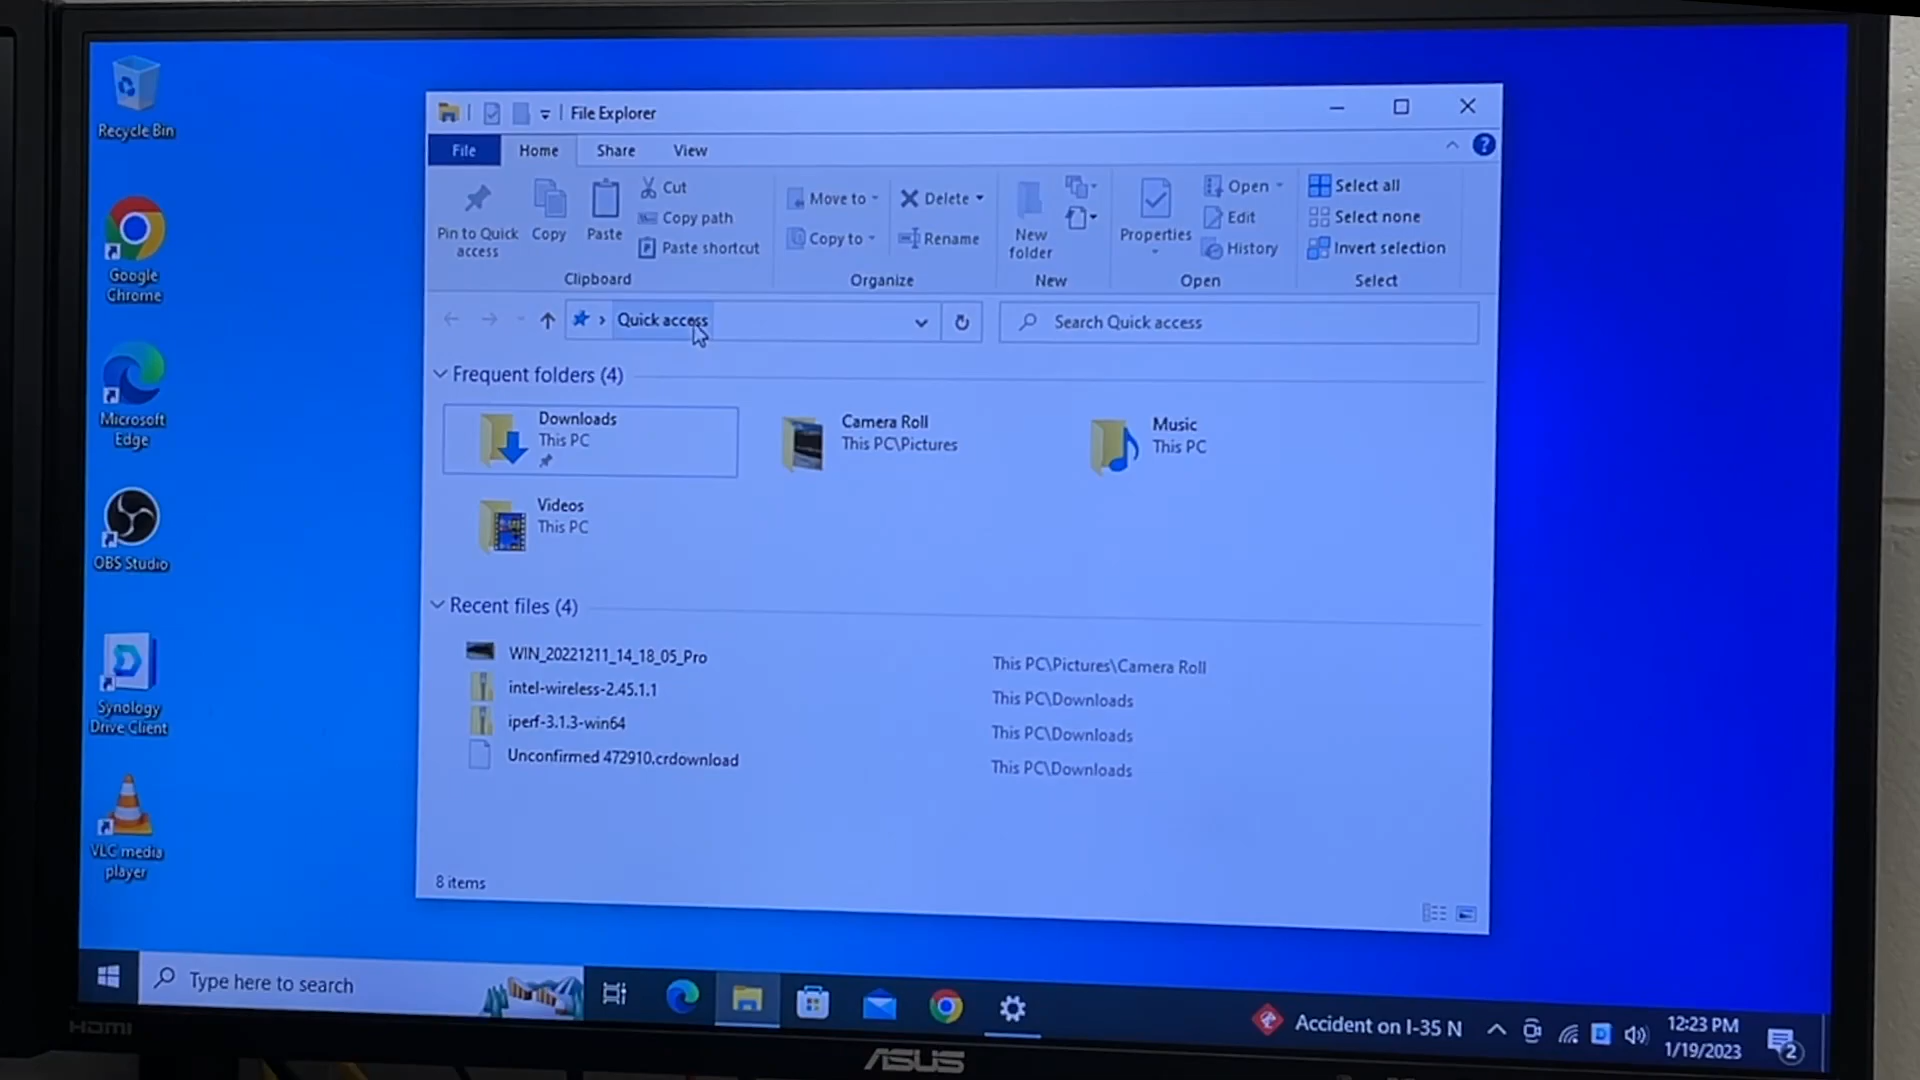 Recycle Bin
Google
Chrome
Microsoft
Edge
OBS Studio
Synology
Drive Client
VLC media
player
File Explorer
File
Home
Share
View
?
Pin to Quick
access
Copy
Paste
Cut
Copy path
Paste shortcut
Clipboard
Move to
Copy to
Delete
Rename
Organize
New
folder
New
Properties
Open
Edit
History
Open
Select all
Select none
Invert selection
Select
Quick access
Search Quick access
Frequent folders (4)
Downloads
This PC
Camera Roll
This PC\Pictures
Music
This PC
Videos
This PC
Recent files (4)
WIN_20221211_14_18_05_Pro
This PC\Pictures\Camera Roll
intel-wireless-2.45.1.1
This PC\Downloads
iperf-3.1.3-win64
This PC\Downloads
Unconfirmed 472910.crdownload
This PC\Downloads
8 items
Type here to search
Accident on I-35 N
D
12:23 PM
1/19/2023
2
HDMI
ASUS